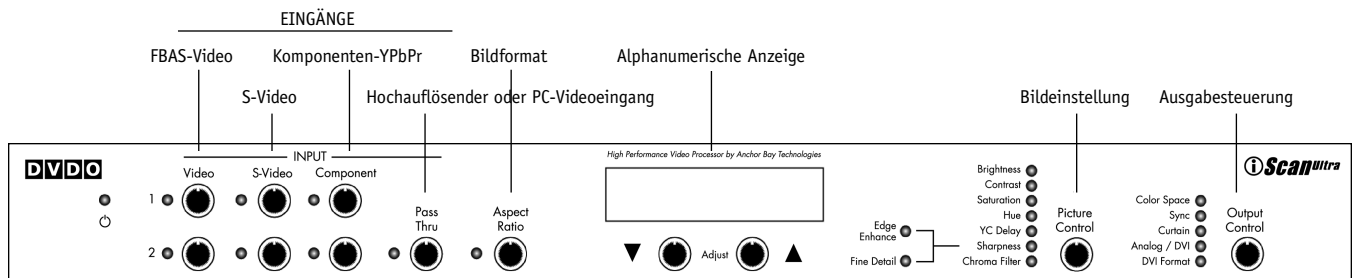 EINGÄNGE
FBAS-Video
Komponenten-YPbPr
Bildformat
Alphanumerische Anzeige
S-Video
Hochauflösender oder PC-Videoeingang
Bildeinstellung
Ausgabesteuerung
DVDO
INPUT
Video
S-Video
Component
1
2
Pass
Thru
Aspect
Ratio
High Performance Video Processor by Anchor Bay Technologies
Adjust
Edge
Enhance
Fine Detail
Brightness
Contrast
Saturation
Hue
YC Delay
Sharpness
Chroma Filter
Picture
Control
Color Space
Sync
Curtain
Analog / DVI
DVI Format
Output
Control
iScan Ultra